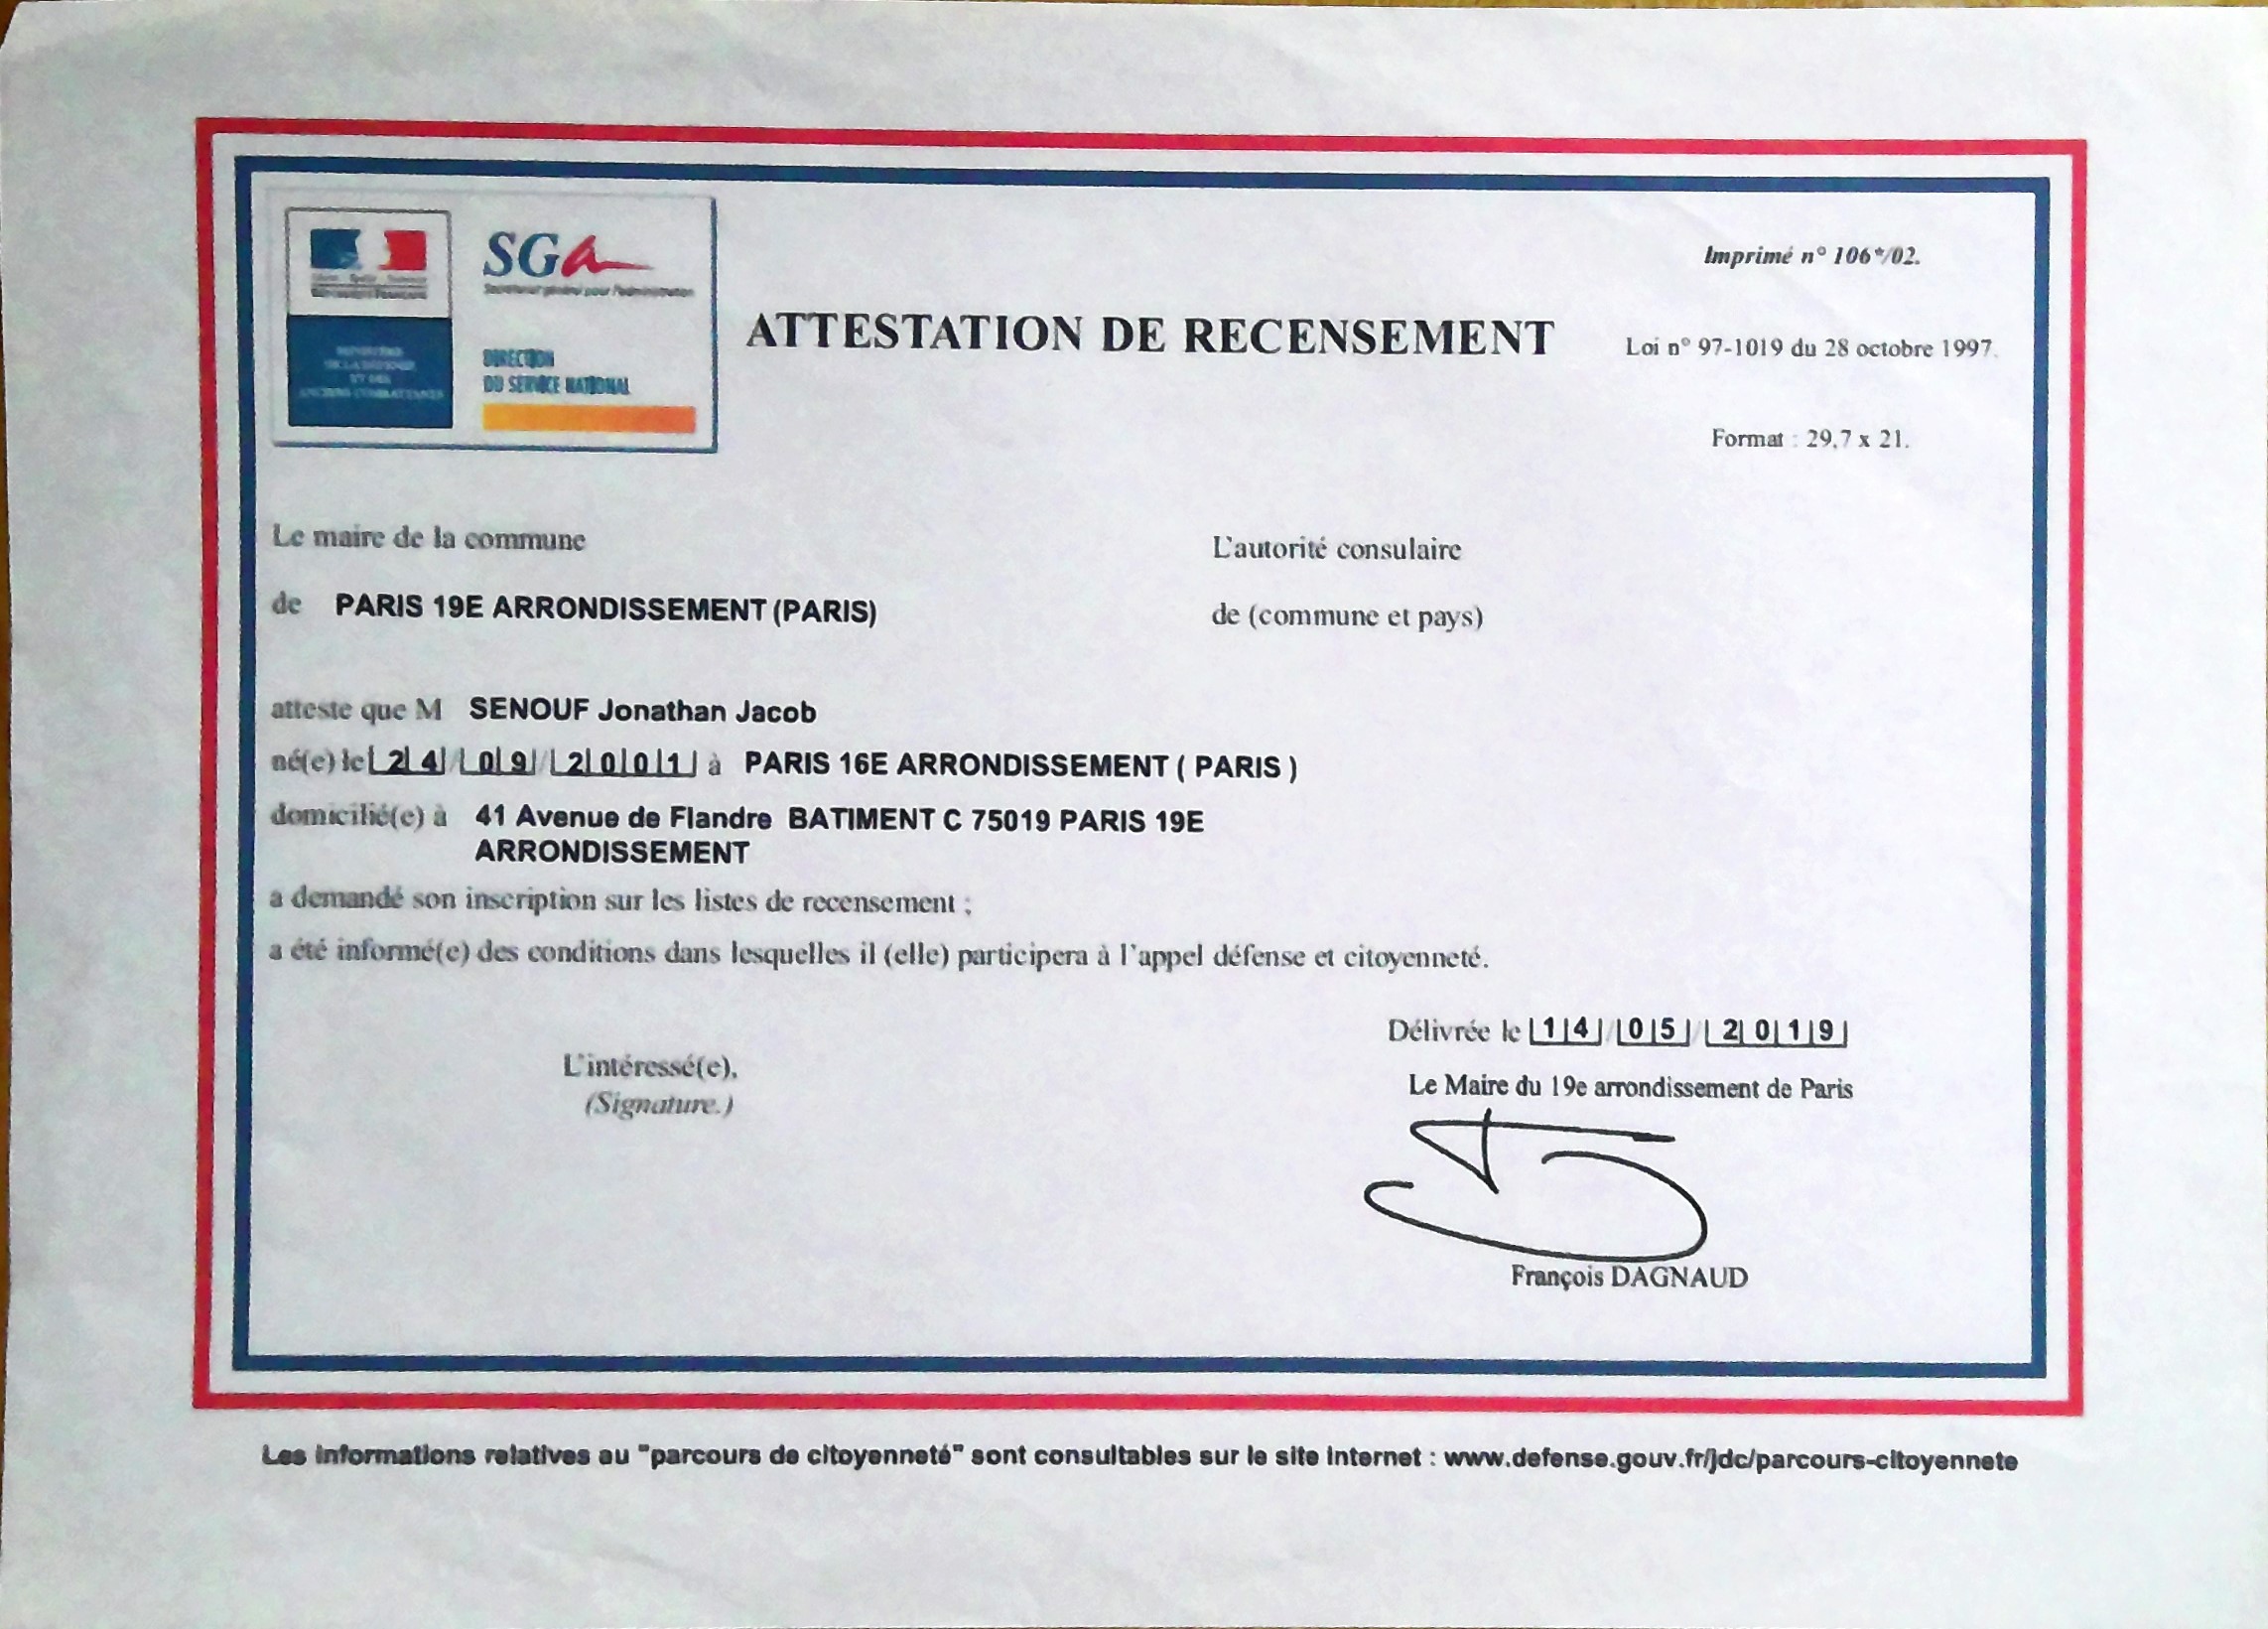 SGA
Secrétariat général pour l'administration
DIRECTION
DU SERVICE NATIONAL
ATTESTATION DE RECENSEMENT
Imprimé n° 106*/02.
Loi n° 97-1019 du 28 octobre 1997.
Format : 29,7 x 21.
Le maire de la commune
de PARIS 19E ARRONDISSEMENT (PARIS)
L'autorité consulaire
de (commune et pays)
atteste que M SENOUF Jonathan Jacob
né(e) le 24/09/2001 à PARIS 16E ARRONDISSEMENT ( PARIS )
domicilié(e) à 41 Avenue de Flandre BATIMENT C 75019 PARIS 19E
ARRONDISSEMENT
a demandé son inscription sur les listes de recensement ;
a été informé(e) des conditions dans lesquelles il (elle) participera à l'appel défense et citoyenneté.
L'intéressé(e),
(Signature.)
Délivrée le 14/05/2019
Le Maire du 19e arrondissement de Paris
François DAGNAUD
Les informations relatives au "parcours de citoyenneté" sont consultables sur le site Internet : www.defense.gouv.fr/jdc/parcours-citoyennete